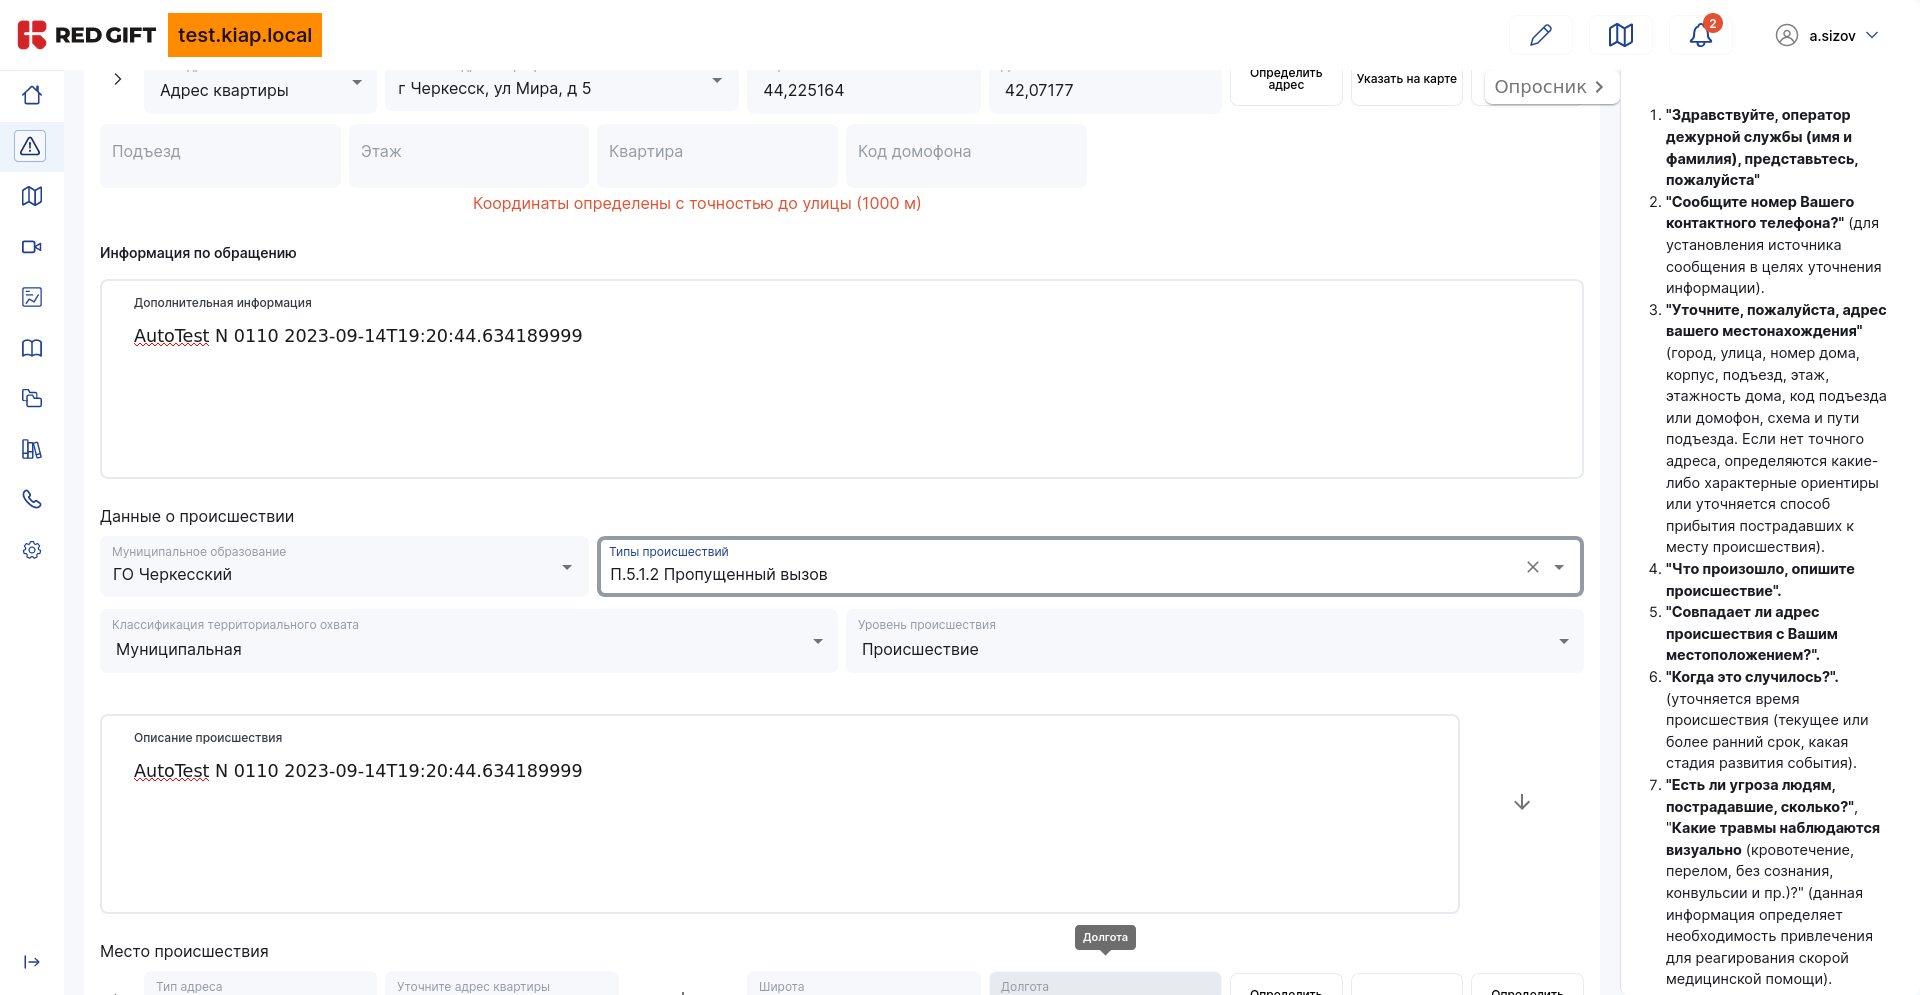 RED GIFT
test.kiap.local
2
a.sizov
Адрес квартиры
г Черкесск, ул Мира, д 5
44,225164
42,07177
Определить
адрес
Указать на карте
Опросник
Подъезд
Этаж
Квартира
Код домофона
Координаты определены с точностью до улицы (1000 м)
Информация по обращению
Дополнительная информация
AutoTest N 0110 2023-09-14T19:20:44.634189999
Данные о происшествии
Муниципальное образование
ГО Черкесский
Типы происшествий
П.5.1.2 Пропущенный вызов
Классификация территориального охвата
Муниципальная
Уровень происшествия
Происшествие
Описание происшествия
AutoTest N 0110 2023-09-14T19:20:44.634189999
Долгота
Место происшествия
Тип адреса
Уточните адрес квартиры
Широта
Долгота
Определить
Определить
1. "Здравствуйте, оператор
дежурной службы (имя и
фамилия), представьтесь,
пожалуйста"
2. "Сообщите номер Вашего
контактного телефона?" (для
установления источника
сообщения в целях уточнения
информации).
3. "Уточните, пожалуйста, адрес
вашего местонахождения"
(город, улица, номер дома,
корпус, подъезд, этаж,
этажность дома, код подъезда
или домофон, схема и пути
подъезда. Если нет точного
адреса, определяются какие-
либо характерные ориентиры
или уточняется способ
прибытия пострадавших к
месту происшествия).
4. "Что произошло, опишите
происшествие".
5. "Совпадает ли адрес
происшествия с Вашим
местоположением?".
6. "Когда это случилось?".
(уточняется время
происшествия (текущее или
более ранний срок, какая
стадия развития события).
7. "Есть ли угроза людям,
пострадавшие, сколько?",
"Какие травмы наблюдаются
визуально (кровотечение,
перелом, без сознания,
конвульсии и пр.)?" (данная
информация определяет
необходимость привлечения
для реагирования скорой
медицинской помощи).